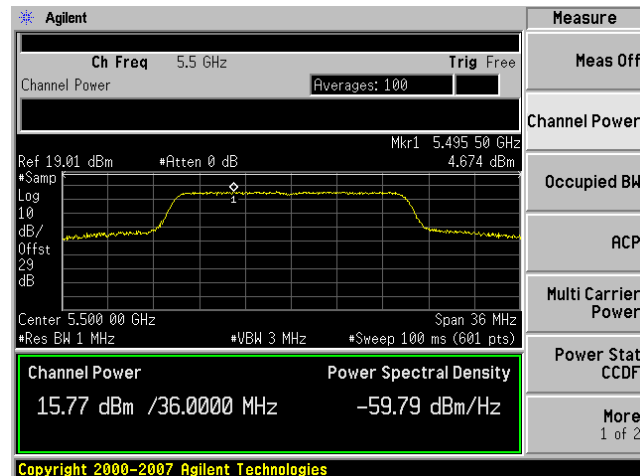 Agilent
Measure
Ch Freq 5.5 GHz Trig Free
Channel Power Averages: 100
Mkr1 5.495 50 GHz
Ref 19.01 dBm #Atten 0 dB 4.674 dBm
#Samp
Log
10
dB/
Offst
29
dB
1
Center 5.500 00 GHz Span 36 MHz
#Res BW 1 MHz #VBW 3 MHz #Sweep 100 ms (601 pts)
Channel Power Power Spectral Density
15.77 dBm /36.0000 MHz -59.79 dBm/Hz
Copyright 2000-2007 Agilent Technologies
Meas Off
Channel Power
Occupied BW
ACP
Multi Carrier
Power
Power Stat
CCDF
More
1 of 2